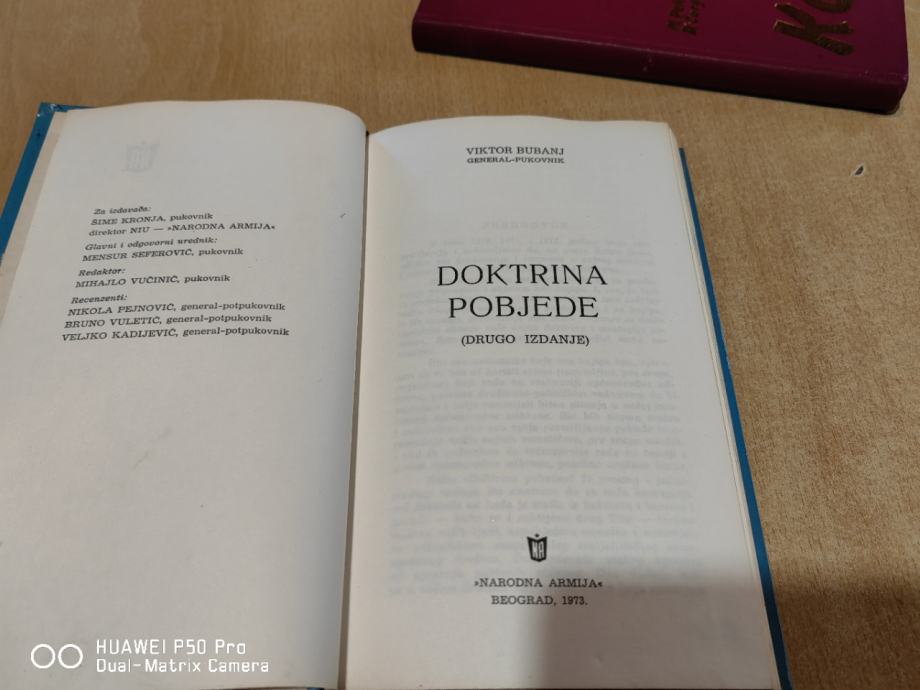 Za izdavača:
ŠIME KRONJA, pukovnik
direktor NIU — »NARODNA ARMIJA«
Glavni i odgovorni urednik:
MENSUR SEFEROVIĆ, pukovnik
Redaktor:
MIHAJLO VUČINIĆ, pukovnik
Recenzenti:
NIKOLA PEJNOVIĆ, general-potpukovnik
BRUNO VULETIĆ, general-potpukovnik
VELJKO KADIJEVIĆ, general-potpukovnik
VIKTOR BUBANJ
GENERAL-PUKOVNIK
DOKTRINA
POBJEDE
(DRUGO IZDANJE)
NA
»NARODNA ARMIJA«
BEOGRAD, 1973.
HUAWEI P50 Pro
Dual-Matrix Camera